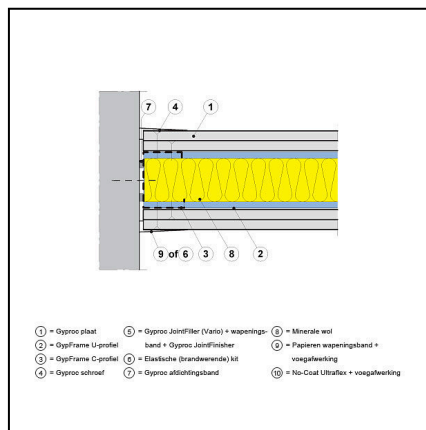 7 4 1
9 of 6 3 8 2
1 = Gyproc plaat
2 = GypFrame U-profiel
3 = GypFrame C-profiel
4 = Gyproc schroef
5 = Gyproc JointFiller (Vario) + wapenings-
band + Gyproc JointFinisher
6 = Elastische (brandwerende) kit
7 = Gyproc afdichtingsband
8 = Minerale wol
9 = Papieren wapeningsband +
voegafwerking
10 = No-Coat Ultraflex + voegafwerking